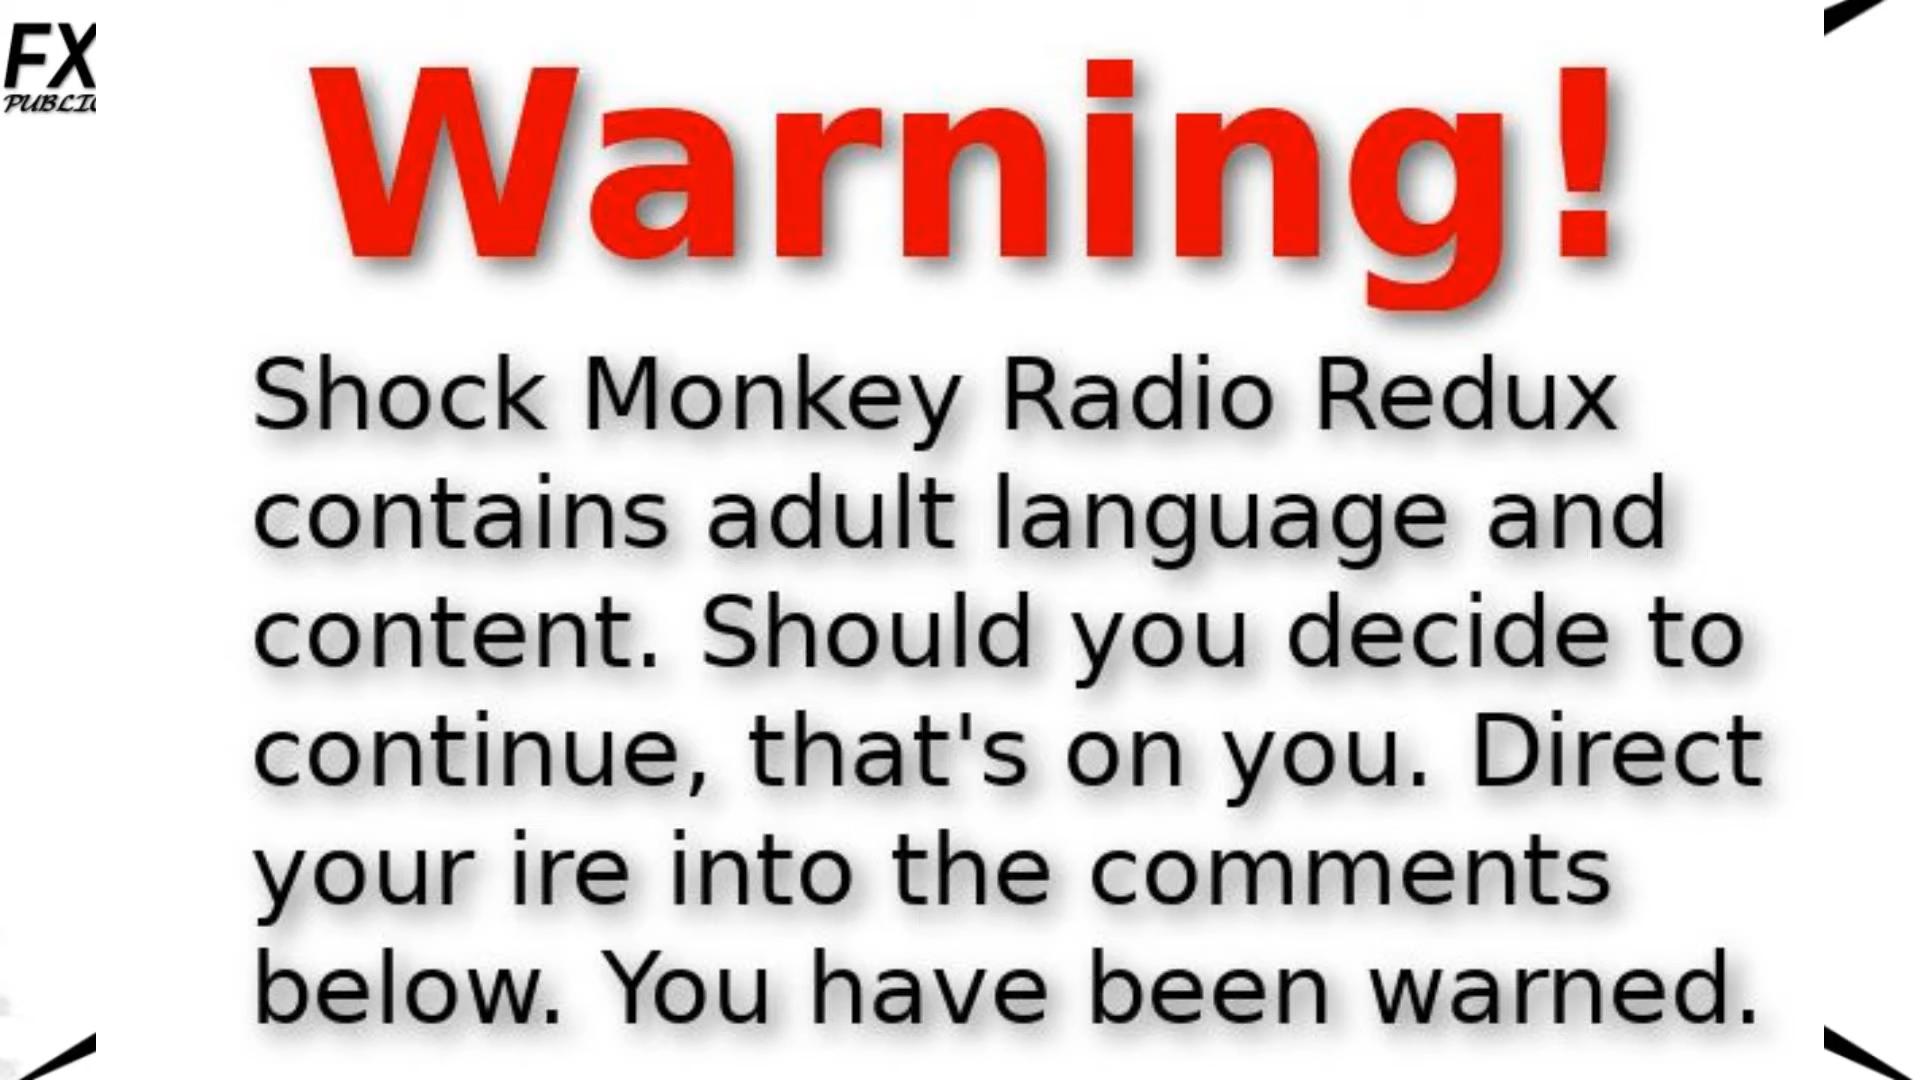 FX
PUBLIC
Warning!
Shock Monkey Radio Redux
contains adult language and
content. Should you decide to
continue, that's on you. Direct
your ire into the comments
below. You have been warned.